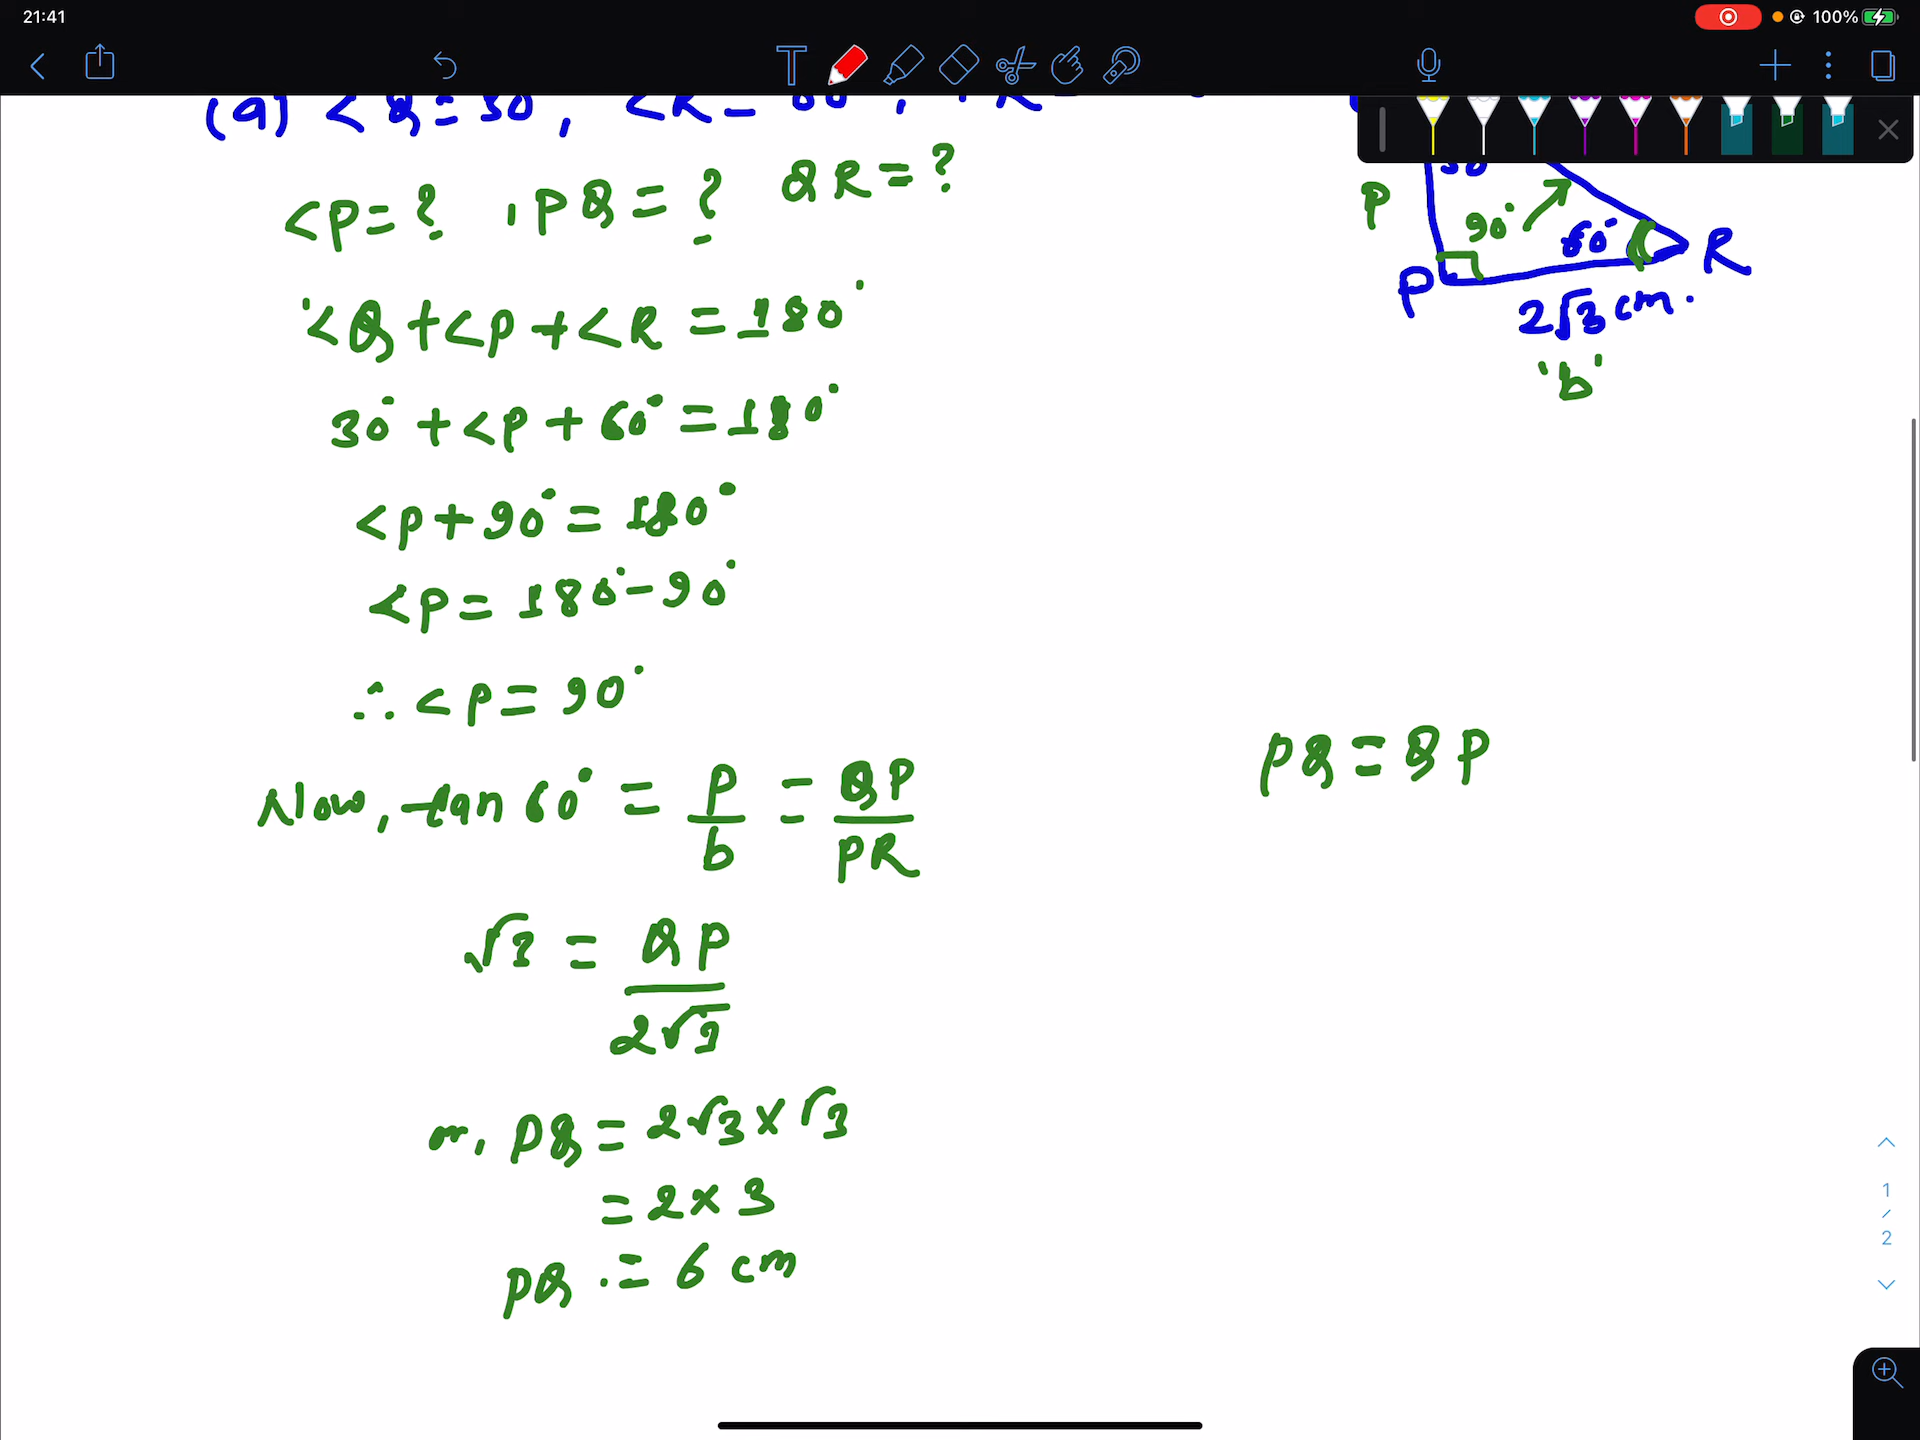 21:41
100%
(a) <Q = 30,
<P = ? , PQ = ? QR = ?
<Q + <P + <R = 180°
30° + <P + 60° = 180°
<P + 90° = 180°
<P = 180° - 90°
∴ <P = 90°
Now, tan 60° = p/b = QP/PR
√3 = QP/2√3
or, PQ = 2√3 × √3
= 2 × 3
PQ = 6 cm
P
90°
60°
R
P
2√3 cm.
'b'
PQ = QP
1
/
2